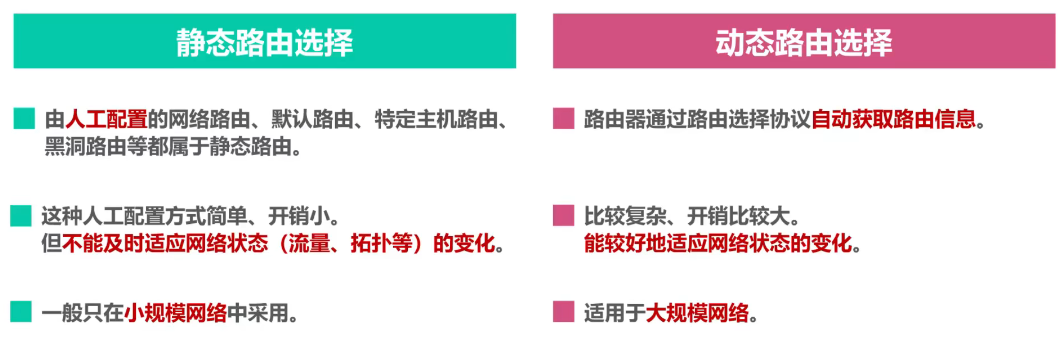 静态路由选择
由人工配置的网络路由、默认路由、特定主机路由、
黑洞路由等都属于静态路由。
这种人工配置方式简单、开销小。
但不能及时适应网络状态（流量、拓扑等）的变化。
一般只在小规模网络中采用。
动态路由选择
路由器通过路由选择协议自动获取路由信息。
比较复杂、开销比较大。
能较好地适应网络状态的变化。
适用于大规模网络。